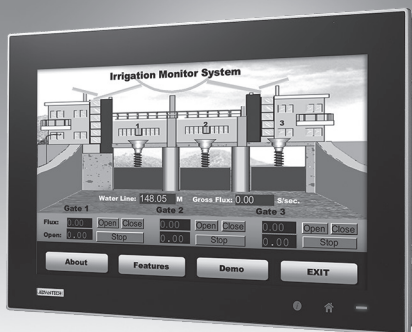 Irrigation Monitor System
1 2 3
Water Line: 148.05 M Gross Flux: 0.00 S/sec.
Gate 1 Gate 2 Gate 3
Flux: 0.00 Open Close 0.00 Open Close 0.00 Open Close
Open: 0.00 Stop 0.00 Stop 0.00 Stop
About Features Demo EXIT
ADVANTECH